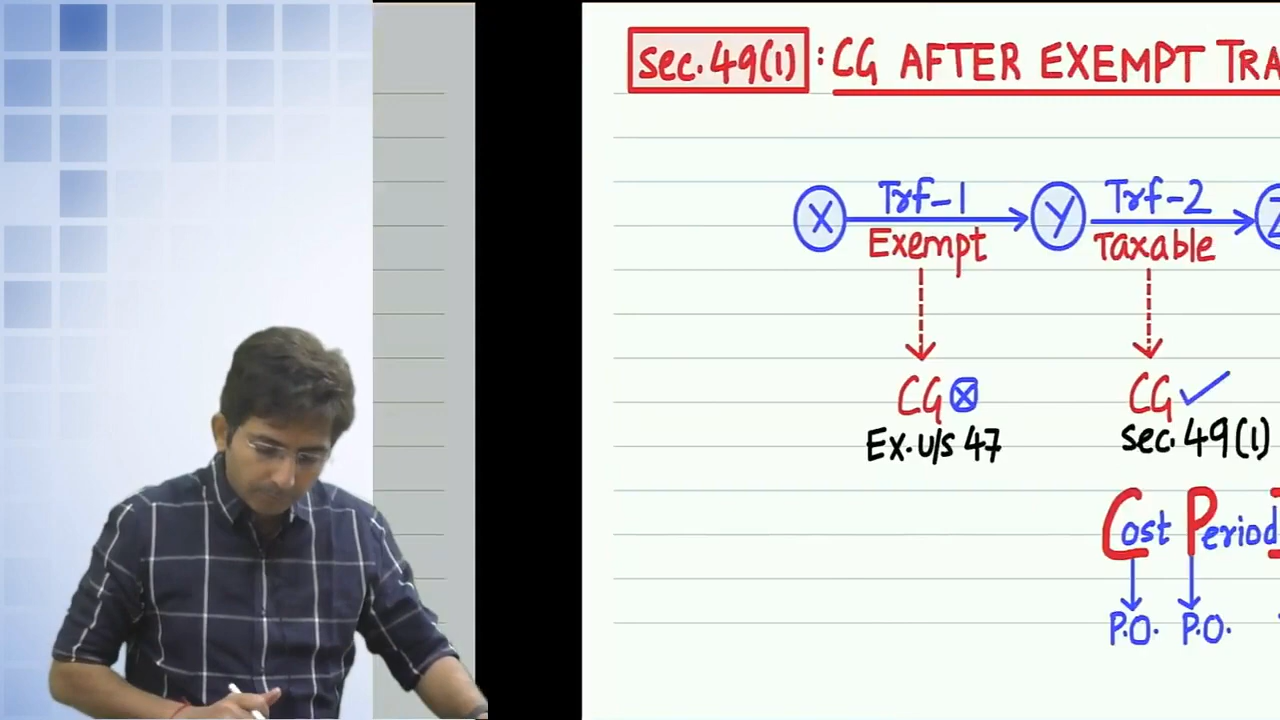 Sec. 49(1) : CG AFTER EXEMPT TRA
X Trf-1 Y Trf-2 Z
Exempt Taxable
CG CG
Ex. u/s 47 Sec. 49(1)
Cost Period
P.O. P.O.